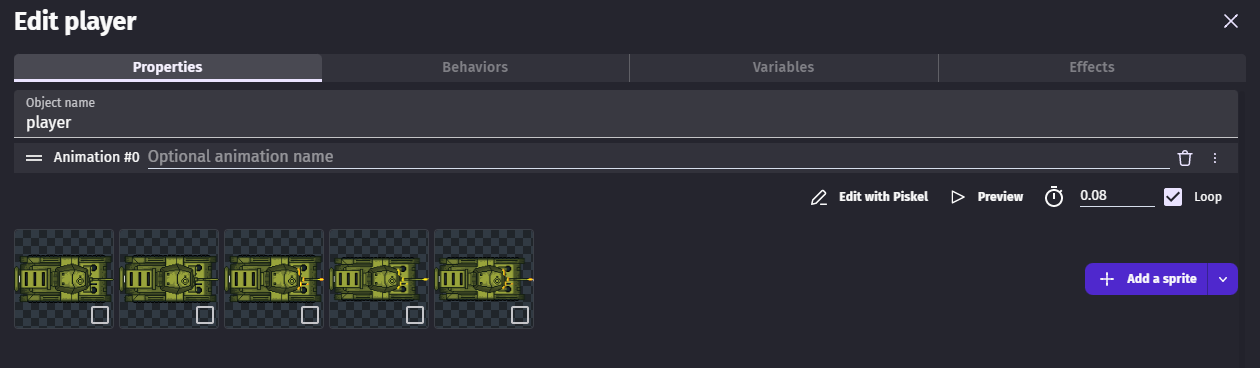 Edit player
Properties
Behaviors
Variables
Effects
Object name
player
Animation #0 Optional animation name
Edit with Piskel Preview 0.08 Loop
Add a sprite